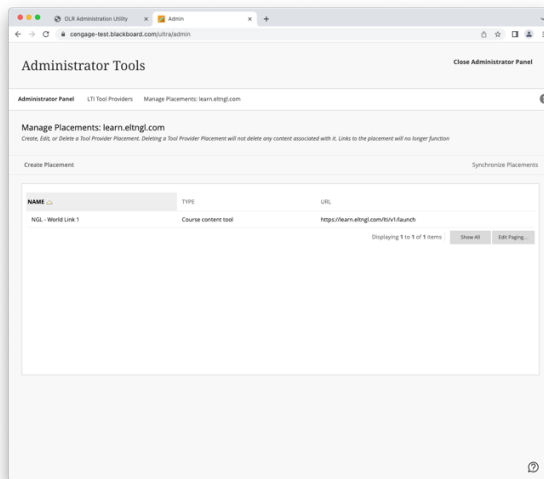 OLR Administration Utility
Admin
cengage-test.blackboard.com/ultra/admin
Administrator Tools
Close Administrator Panel
Administrator Panel LTI Tool Providers Manage Placements: learn.eltngl.com
Manage Placements: learn.eltngl.com
Create, Edit, or Delete a Tool Provider Placement. Deleting a Tool Provider Placement will not delete any content associated with it. Links to the placement will no longer function
Create Placement Synchronize Placements
NAME TYPE URL
NGL - World Link 1 Course content tool https://learn.eltngl.com/lti/v1/launch
Displaying 1 to 1 of 1 items Show All Edit Paging...